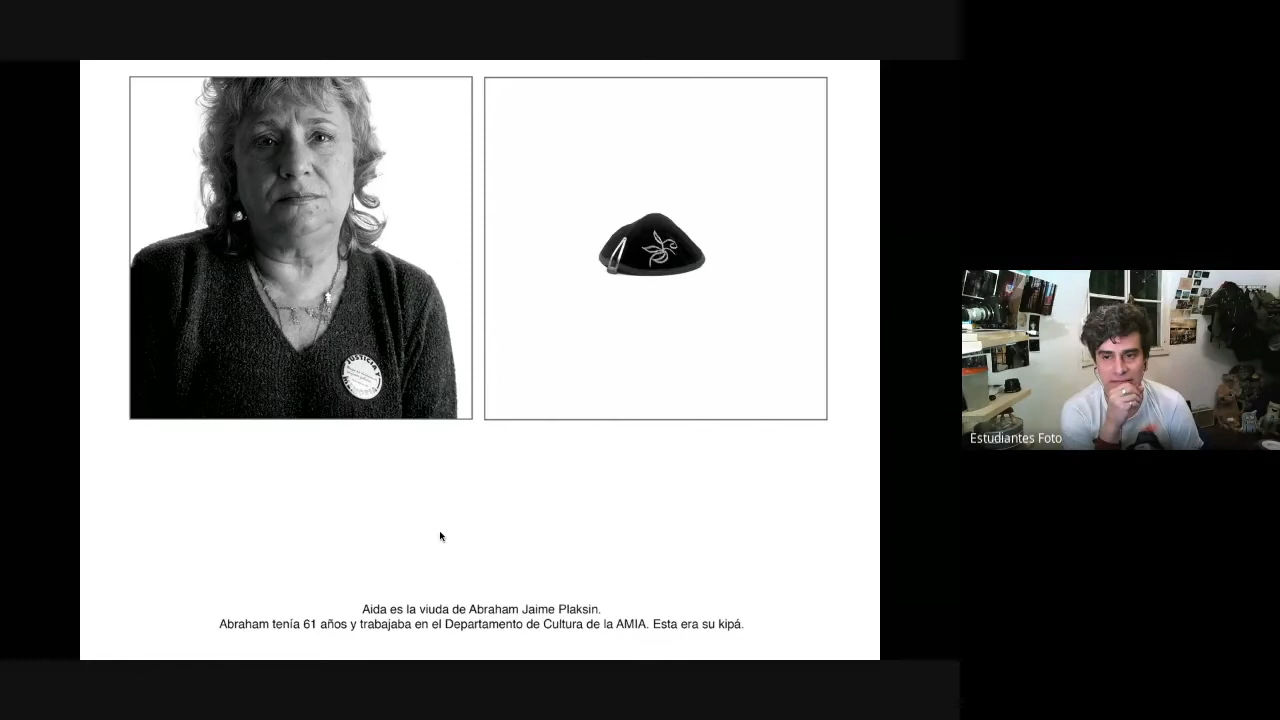 JUSTICIA Y
Estudiantes Foto
Aida es la viuda de Abraham Jaime Plaksin.
Abraham tenía 61 años y trabajaba en el Departamento de Cultura de la AMIA. Esta era su kipá.